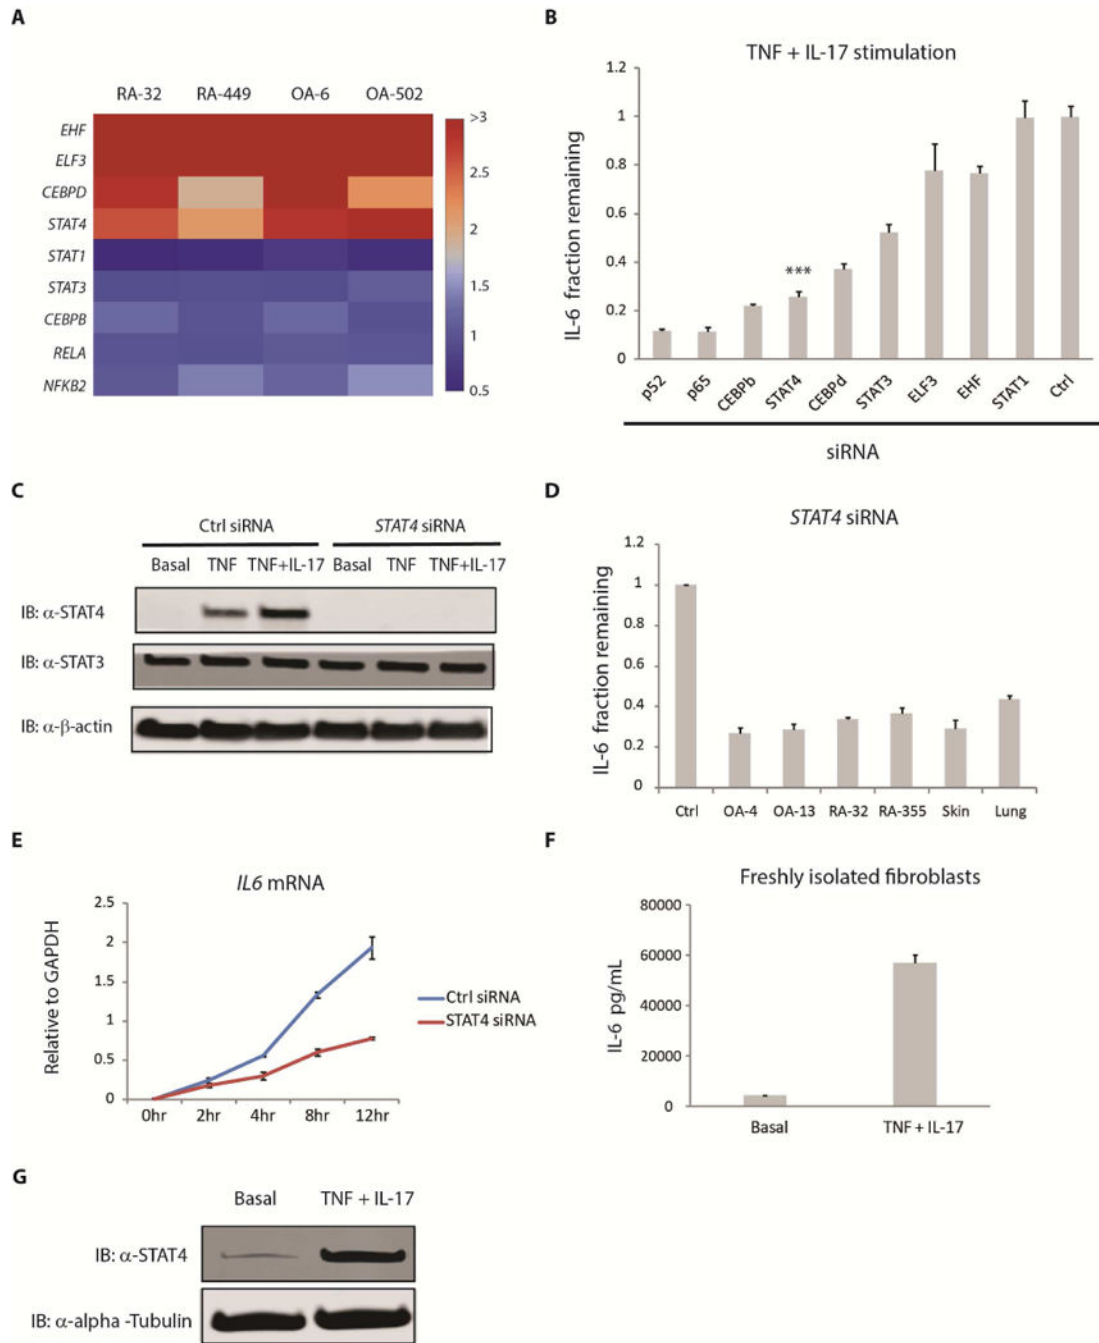 A
RA-32 RA-449 OA-6 OA-502
EHF
ELF3
CEBPD
STAT4
STAT1
STAT3
CEBPB
RELA
NFKB2
>3
2.5
2
1.5
1
0.5
B
TNF + IL-17 stimulation
IL-6 fraction remaining
1.2
1
0.8
0.6
0.4
0.2
0
***
p52 p65 CEBPb STAT4 CEBPd STAT3 ELF3 EHF STAT1 Ctrl
siRNA
C
Ctrl siRNA STAT4 siRNA
Basal TNF TNF+IL-17 Basal TNF TNF+IL-17
IB: α-STAT4
IB: α-STAT3
IB: α-β-actin
D
STAT4 siRNA
IL-6 fraction remaining
1.2
1
0.8
0.6
0.4
0.2
0
Ctrl OA-4 OA-13 RA-32 RA-355 Skin Lung
E
IL6 mRNA
Relative to GAPDH
2.5
2
1.5
1
0.5
0
0hr 2hr 4hr 8hr 12hr
Ctrl siRNA
STAT4 siRNA
F
Freshly isolated fibroblasts
IL-6 pg/mL
80000
60000
40000
20000
0
Basal TNF + IL-17
G
Basal TNF + IL-17
IB: α-STAT4
IB: α-alpha -Tubulin